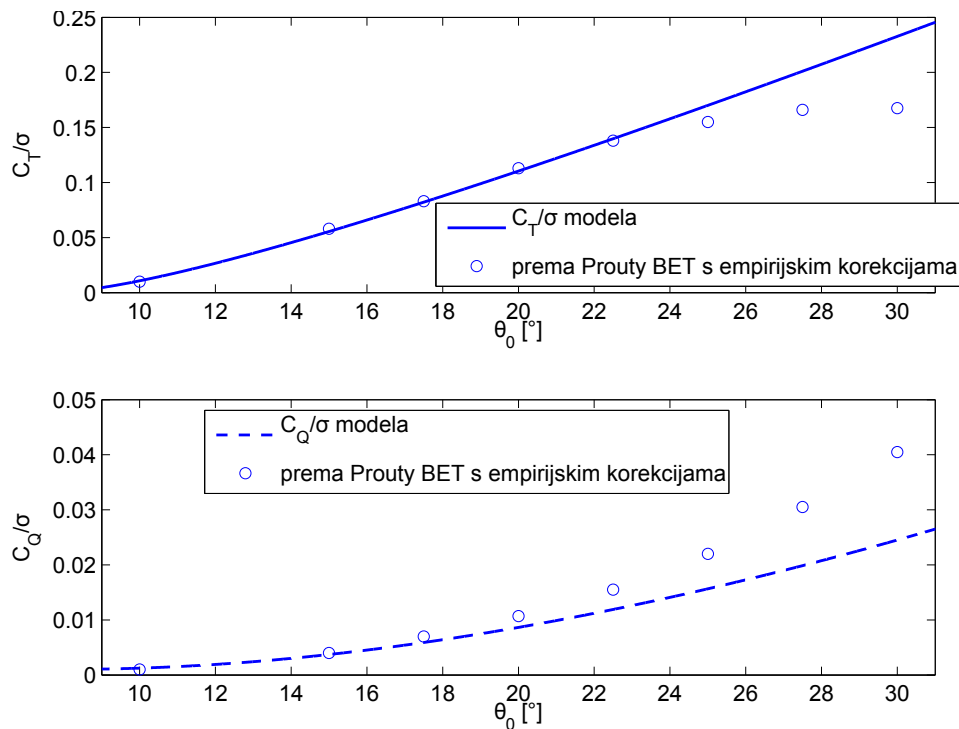 0.25
0.2
0.15
0.1
0.05
0
C_T/σ
C_T/σ modela
prema Prouty BET s empirijskim korekcijama
10 12 14 16 18 20 22 24 26 28 30
θ_0 [°]
0.05
0.04
0.03
0.02
0.01
0
C_Q/σ
C_Q/σ modela
prema Prouty BET s empirijskim korekcijama
10 12 14 16 18 20 22 24 26 28 30
θ_0 [°]